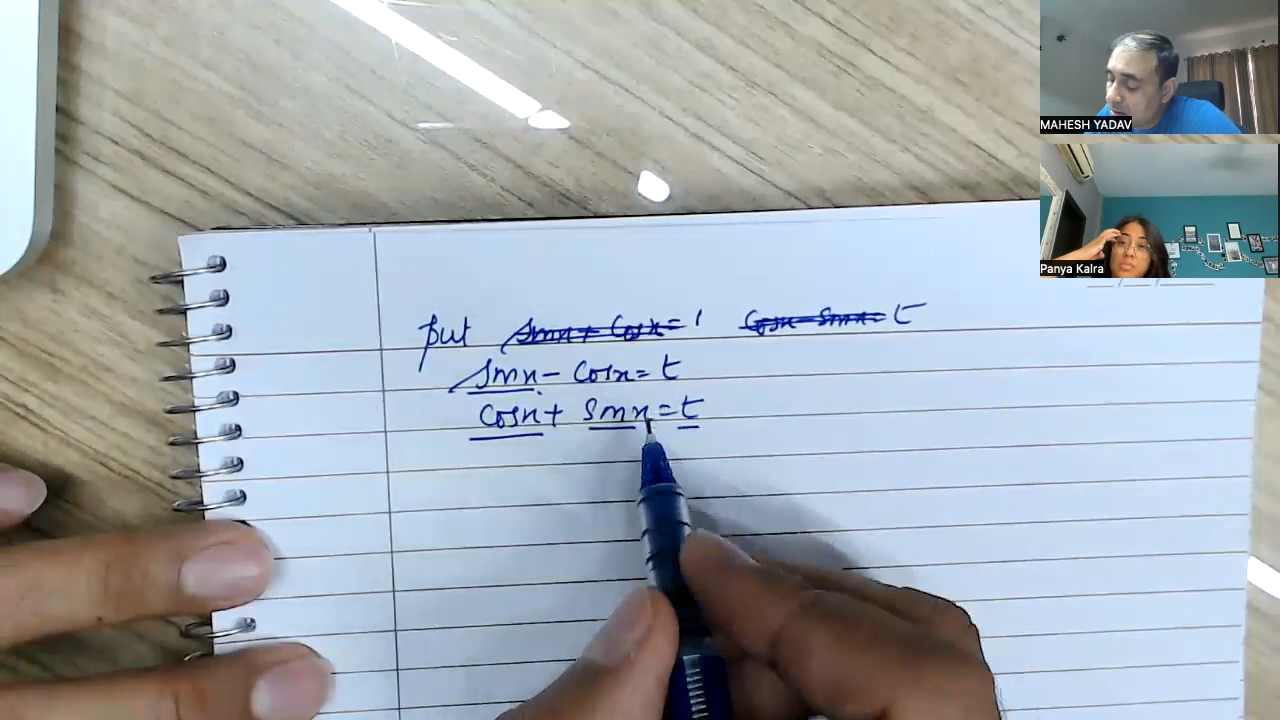 put sinx + cosx = 1 cosx - sinx = t
sinx - cosx = t
cosx + sinx = t
MAHESH YADAV
Panya Kalra